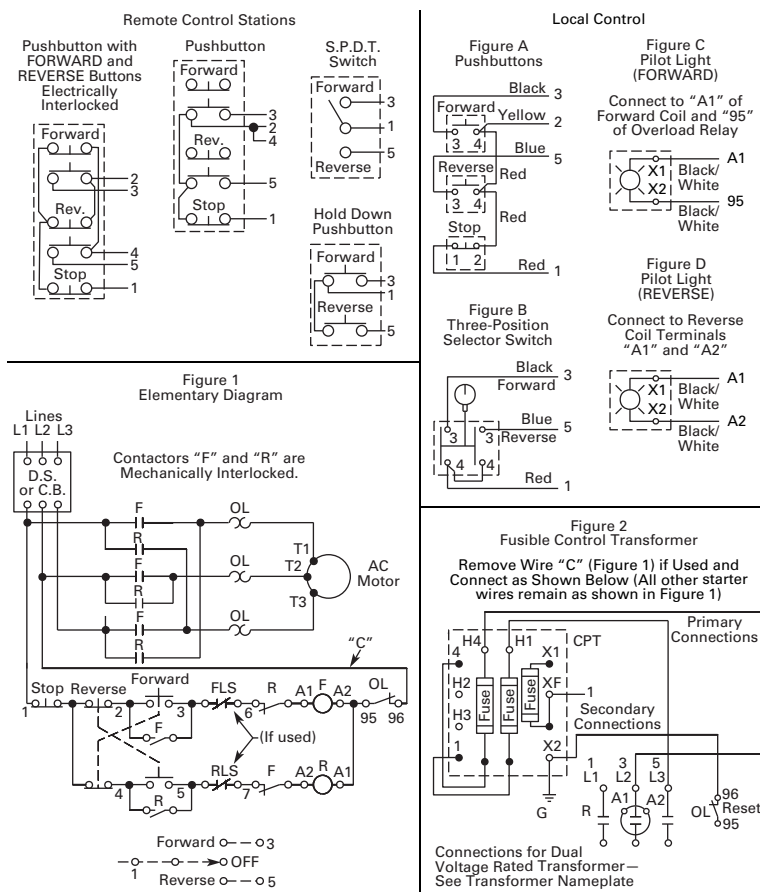 Remote Control Stations
Pushbutton with
FORWARD and
REVERSE Buttons
Electrically
Interlocked
Forward
2
3
Rev.
4
5
Stop
1
Pushbutton
Forward
3
2
4
Rev.
5
Stop
1
S.P.D.T.
Switch
Forward
3
1
5
Reverse
Hold Down
Pushbutton
Forward
3
1
Reverse
5
Local Control
Figure A
Pushbuttons
Black 3
Forward
Yellow 2
3 4
Blue 5
Reverse
Red
3 4
Red
Stop
1 2
Red 1
Figure B
Three-Position
Selector Switch
Black 3
Forward
Blue 5
3 3
Reverse
4 4
Red 1
Figure C
Pilot Light
(FORWARD)
Connect to “A1” of
Forward Coil and “95”
of Overload Relay
A1
X1 Black/
White
X2
95
Black/
White
Figure D
Pilot Light
(REVERSE)
Connect to Reverse
Coil Terminals
“A1” and “A2”
A1
X1 Black/
White
X2
A2
Black/
White
Figure 1
Elementary Diagram
Lines
L1 L2 L3
D.S.
or C.B.
Contactors “F” and “R” are
Mechanically Interlocked.
F OL
R
T1
T2
T3
AC
Motor
F OL
R
F OL
R
“C”
Forward
1 Stop Reverse 2 3 FLS 6 R A1 F A2 OL
95 96
F
(If used)
4 5 RLS 7 F A2 R A1
R
Forward 3
1 OFF
Reverse 5
Figure 2
Fusible Control Transformer
Remove Wire “C” (Figure 1) if Used and
Connect as Shown Below (All other starter
wires remain as shown in Figure 1)
Primary
Connections
H4 H1 X1 CPT
4
H2
H3
1
Fuse Fuse Fuse
XF 1
Secondary
Connections
X2
G
1 3 5
L1 L2 L3
R A1 A2
OL
96
Reset
95
Connections for Dual
Voltage Rated Transformer—
See Transformer Nameplate